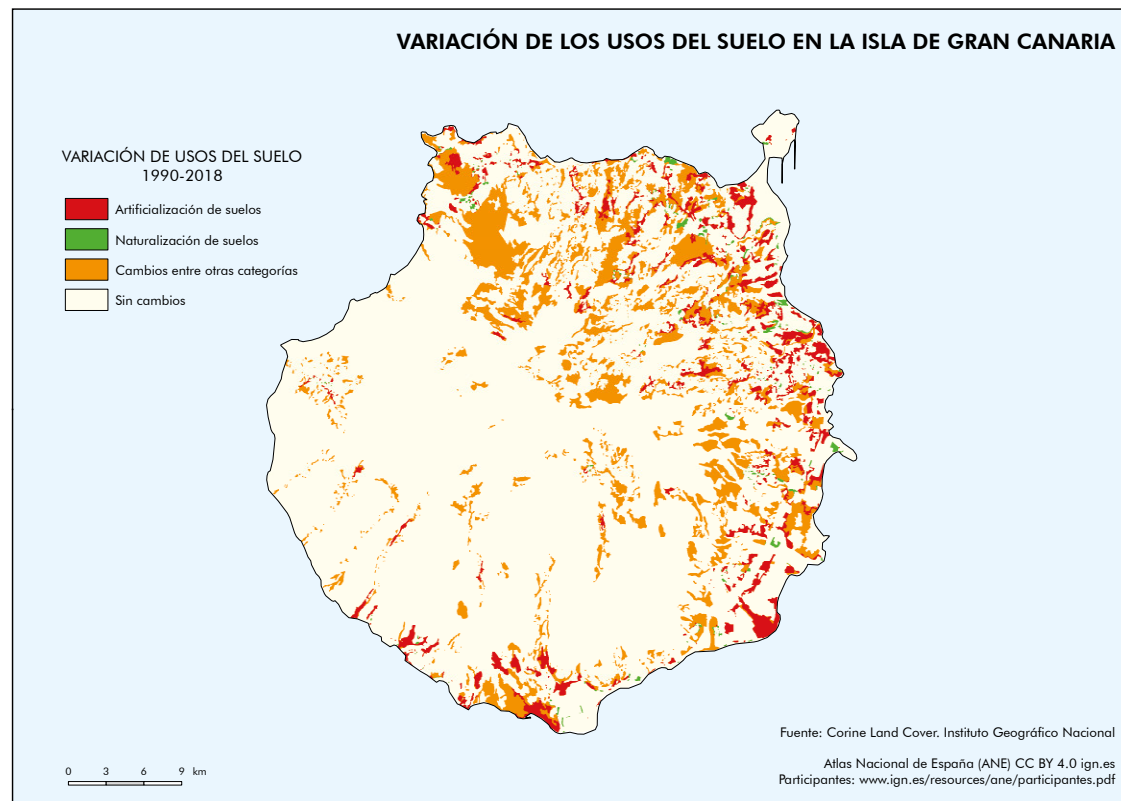 VARIACIÓN DE LOS USOS DEL SUELO EN LA ISLA DE GRAN CANARIA
VARIACIÓN DE USOS DEL SUELO
1990-2018
Artificialización de suelos
Naturalización de suelos
Cambios entre otras categorías
Sin cambios
Fuente: Corine Land Cover. Instituto Geográfico Nacional
Atlas Nacional de España (ANE) CC BY 4.0 ign.es
Participantes: www.ign.es/resources/ane/participantes.pdf
0 3 6 9 km